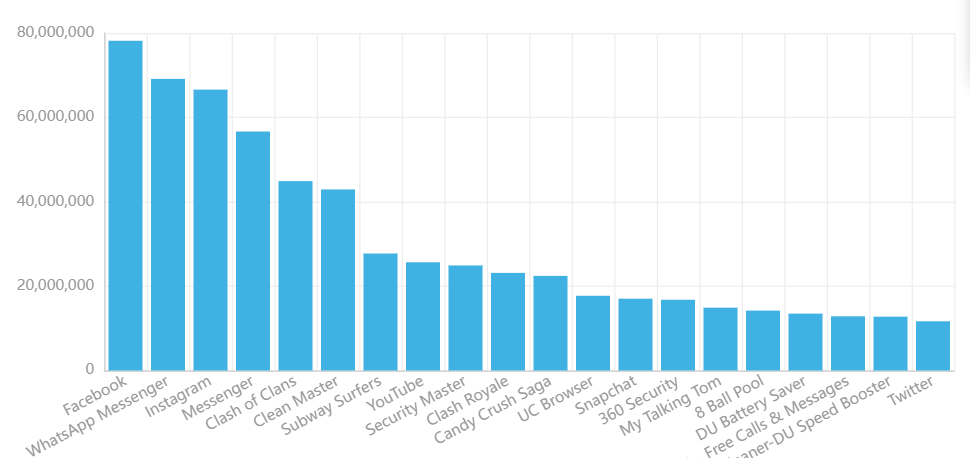 80,000,000
60,000,000
40,000,000
20,000,000
0
Facebook
WhatsApp Messenger
Instagram
Messenger
Clash of Clans
Clean Master
Subway Surfers
YouTube
Security Master
Clash Royale
Candy Crush Saga
UC Browser
Snapchat
360 Security
My Talking Tom
8 Ball Pool
DU Battery Saver
Free Calls & Messages
Speed Booster
Twitter